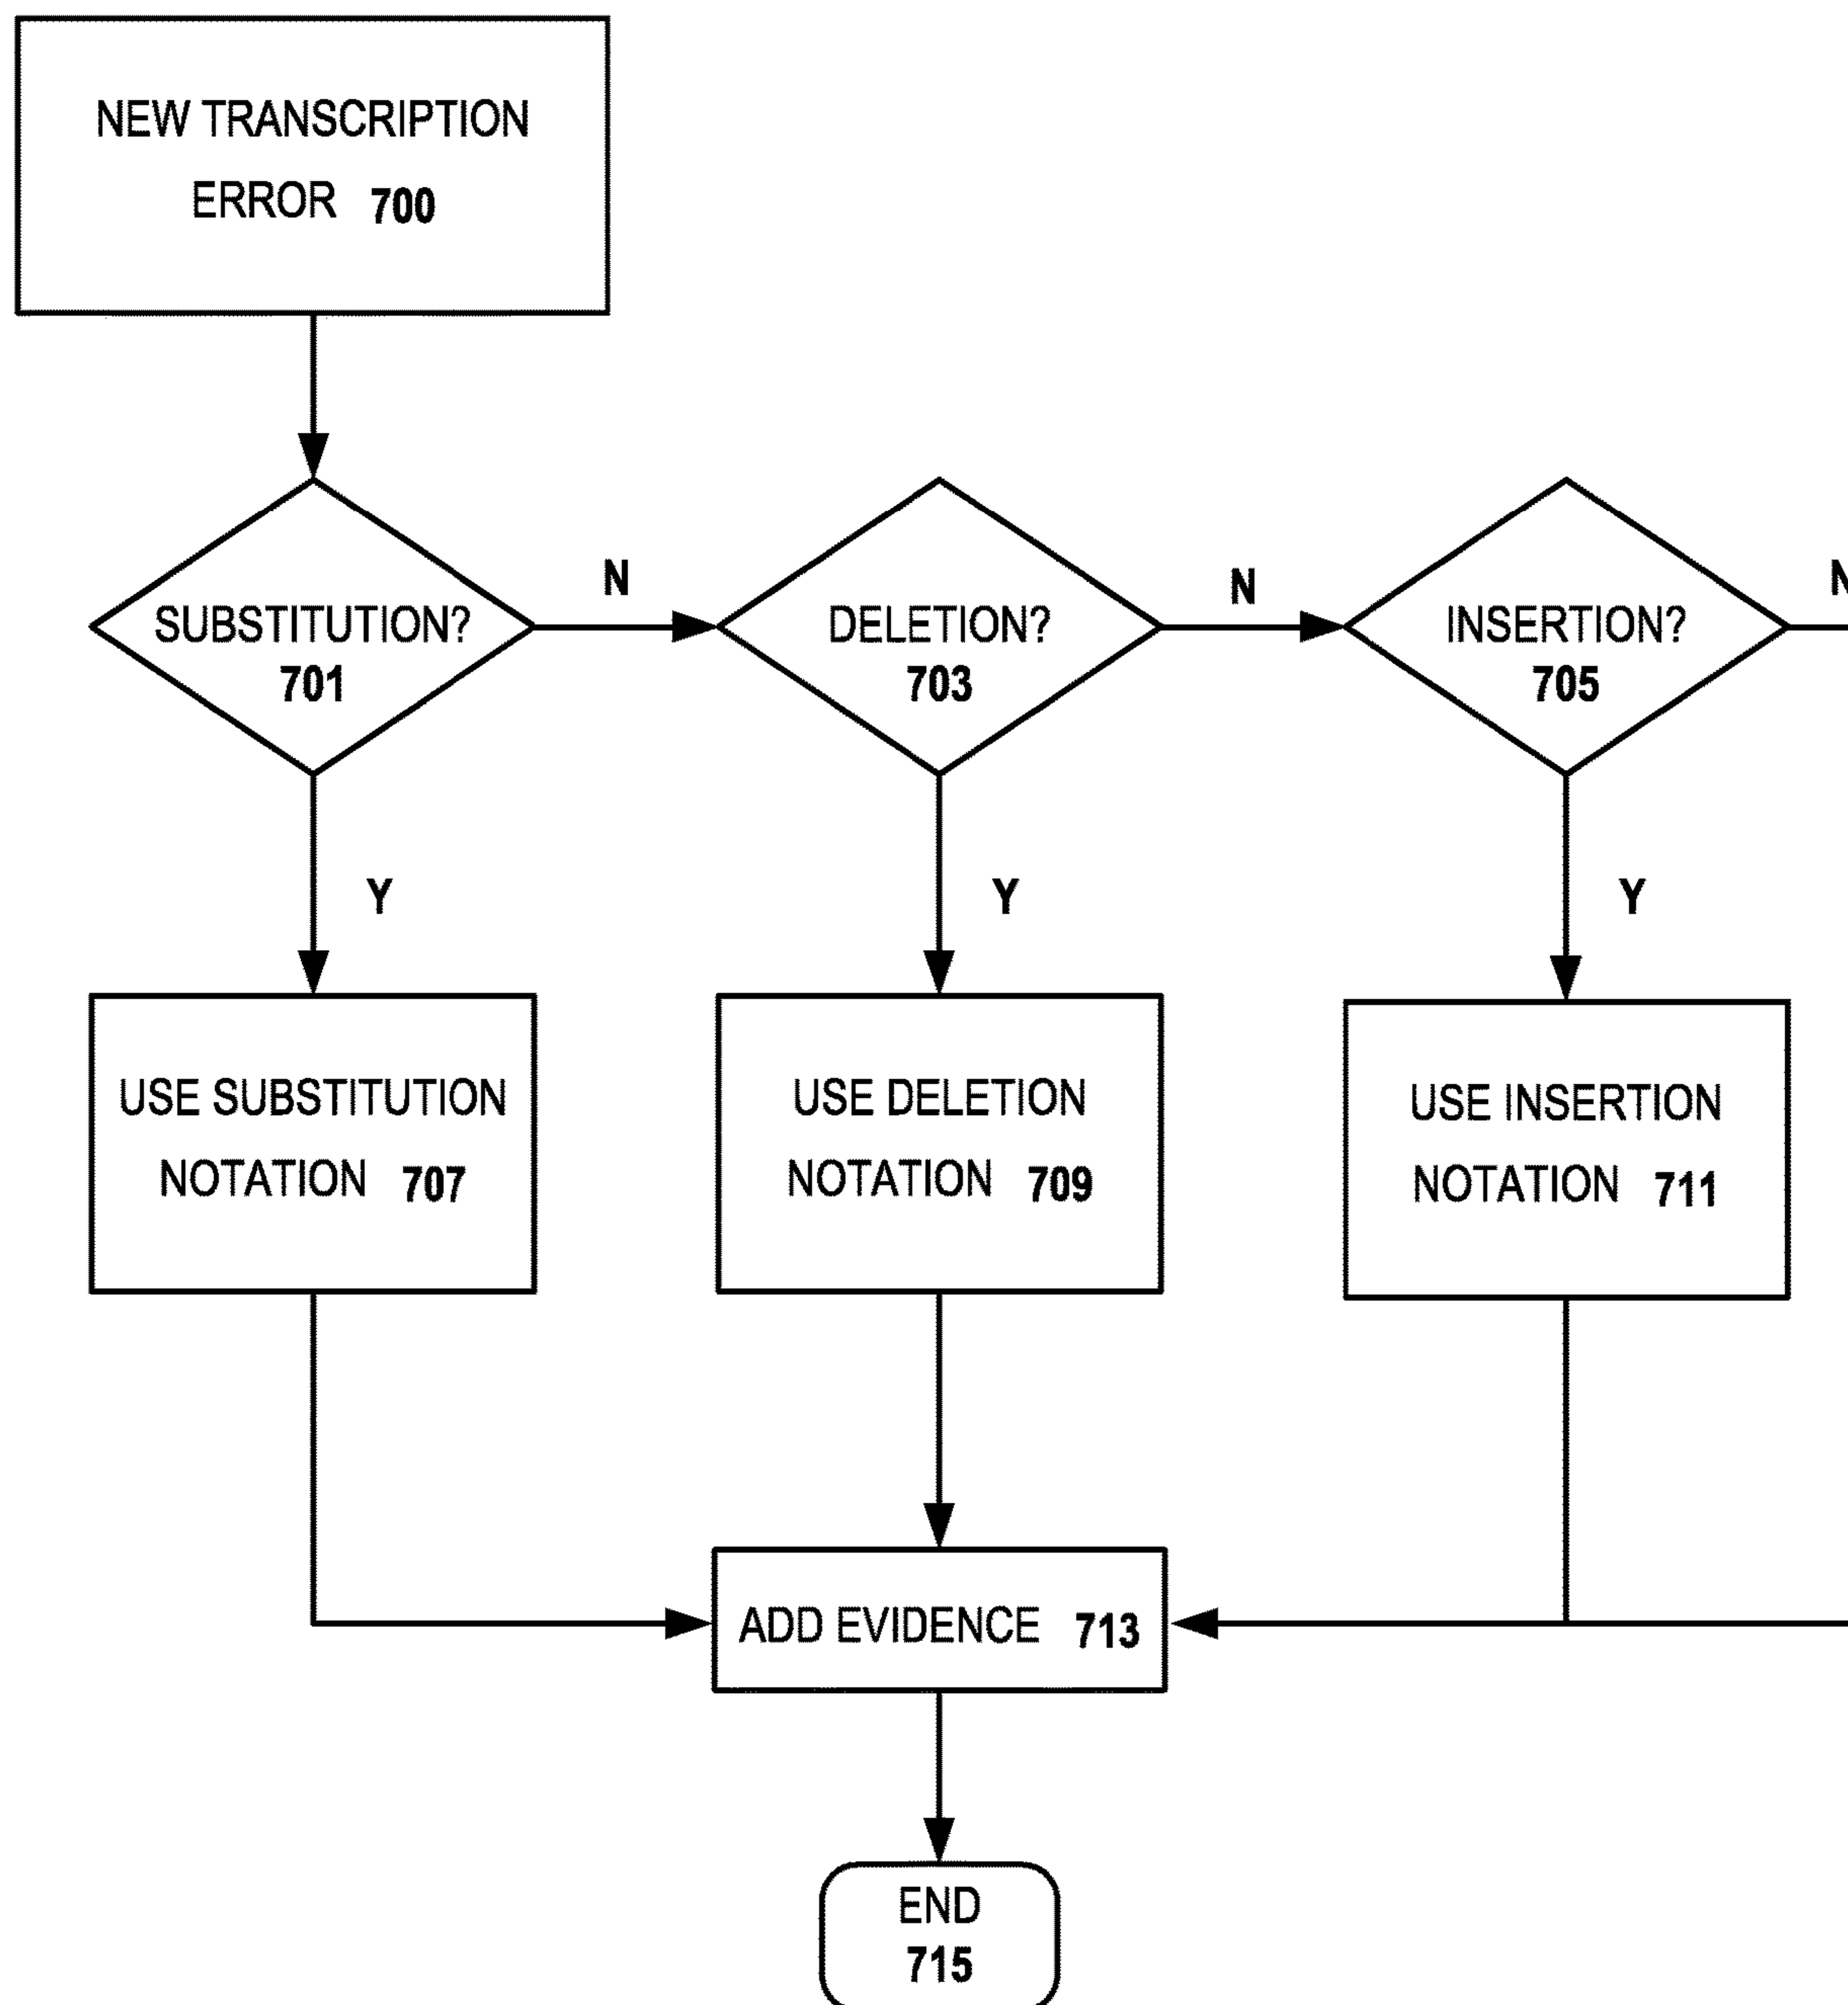 NEW TRANSCRIPTION
ERROR 700
SUBSTITUTION?
701
N
DELETION?
703
N
INSERTION?
705
N
Y
Y
Y
USE SUBSTITUTION
NOTATION 707
USE DELETION
NOTATION 709
USE INSERTION
NOTATION 711
ADD EVIDENCE 713
END
715